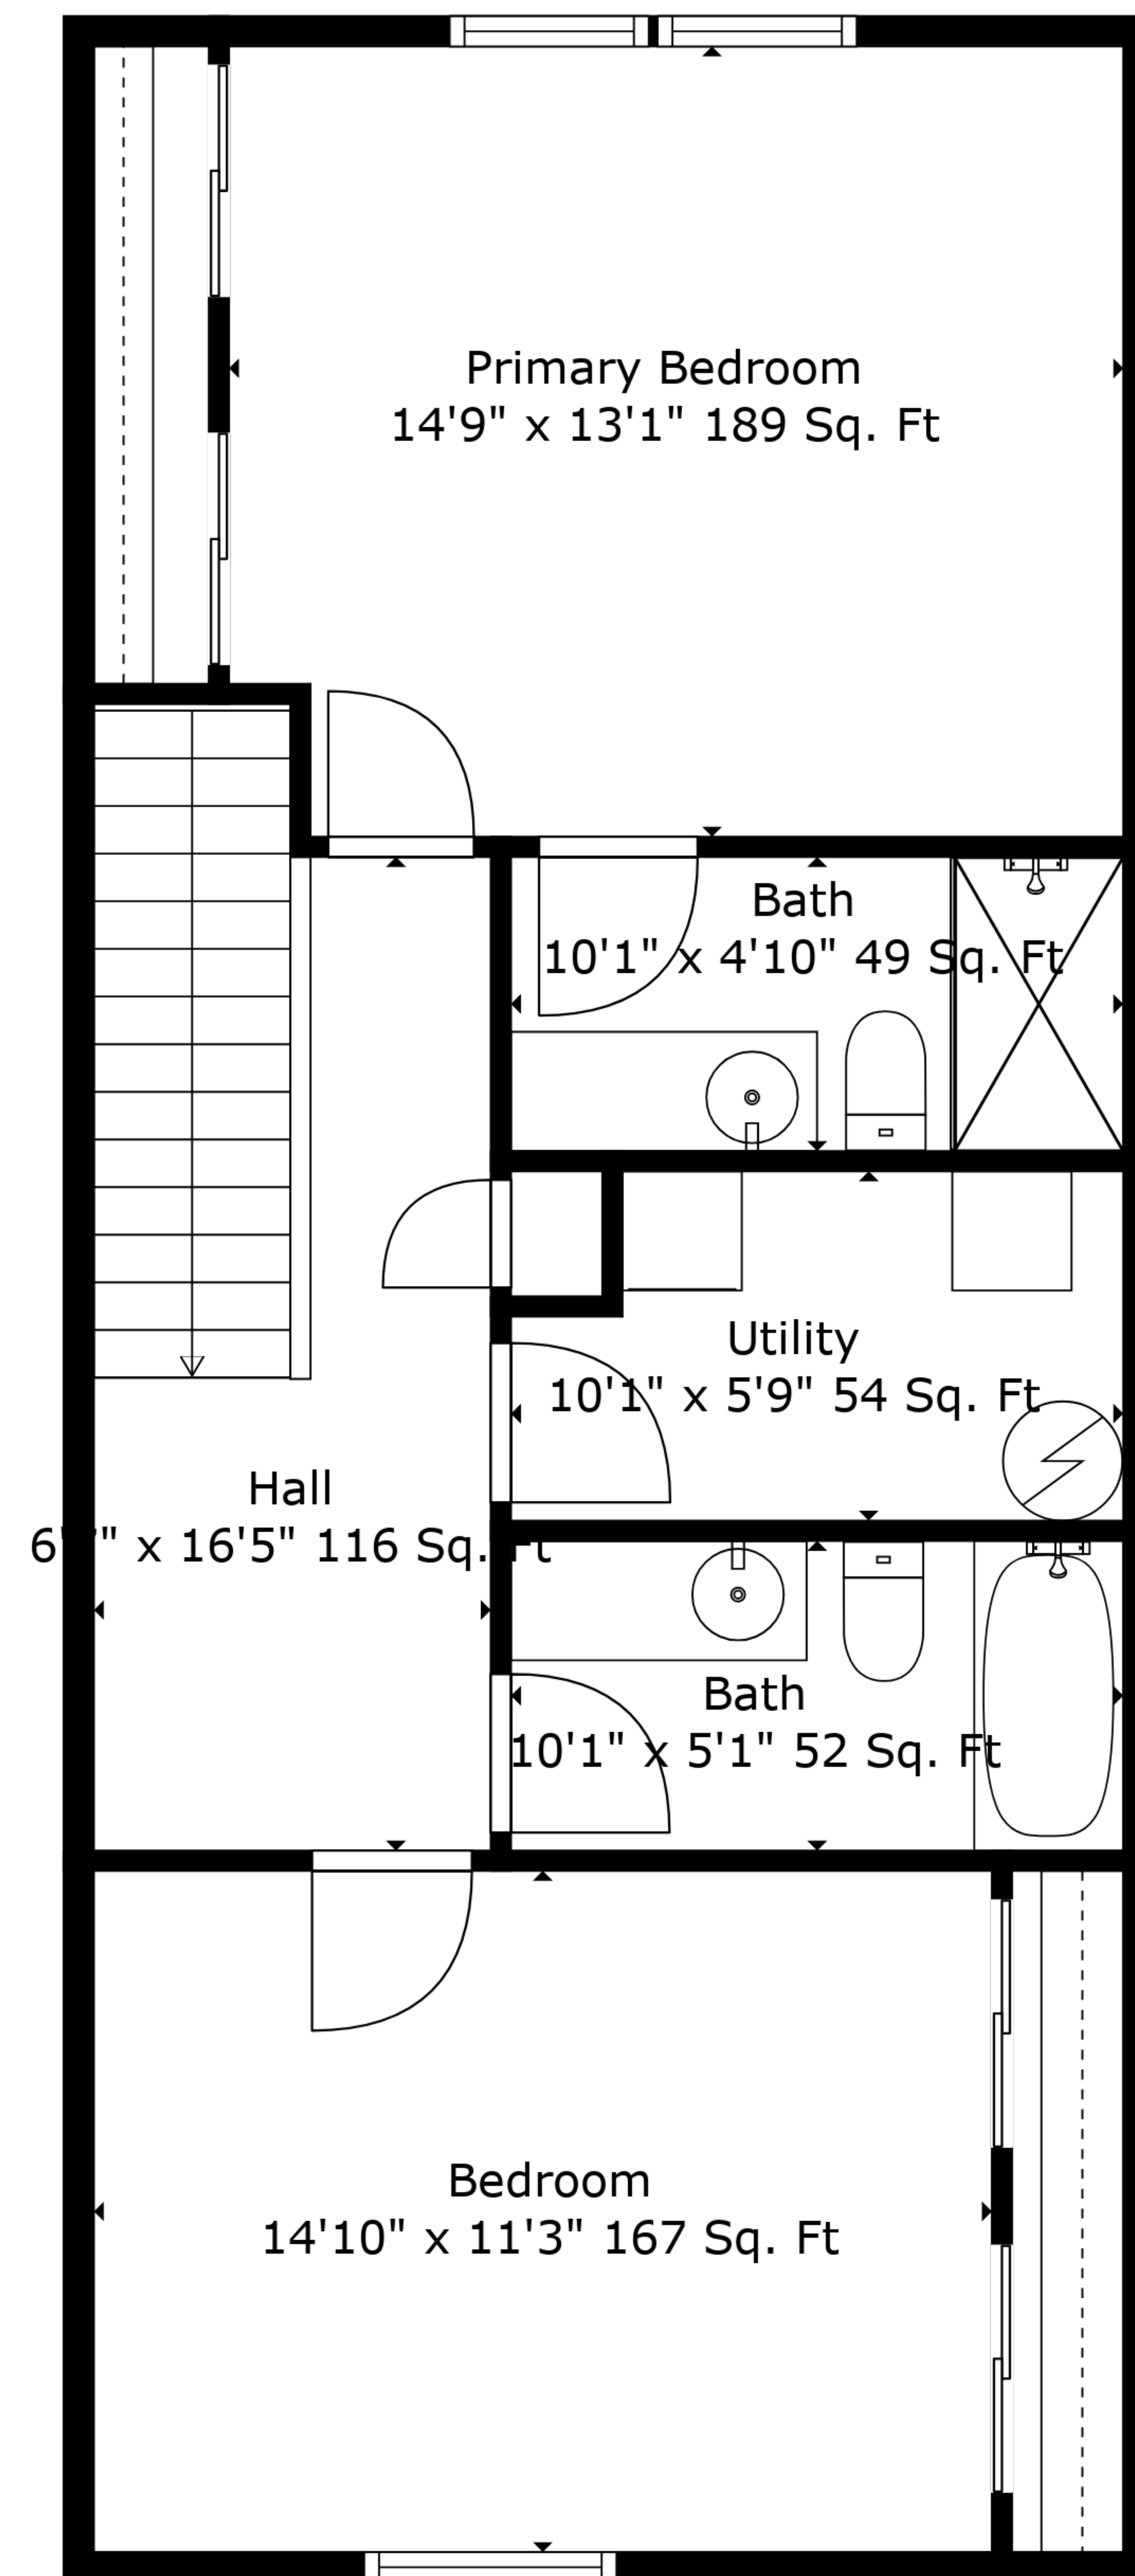 Primary Bedroom
14'9" x 13'1" 189 Sq. Ft
Bath
10'1" x 4'10" 49 Sq. Ft
Utility
10'1" x 5'9" 54 Sq. Ft
Hall
x 16'5" 116 Sq. Ft
Bath
10'1" x 5'1" 52 Sq. Ft
Bedroom
14'10" x 11'3" 167 Sq. Ft